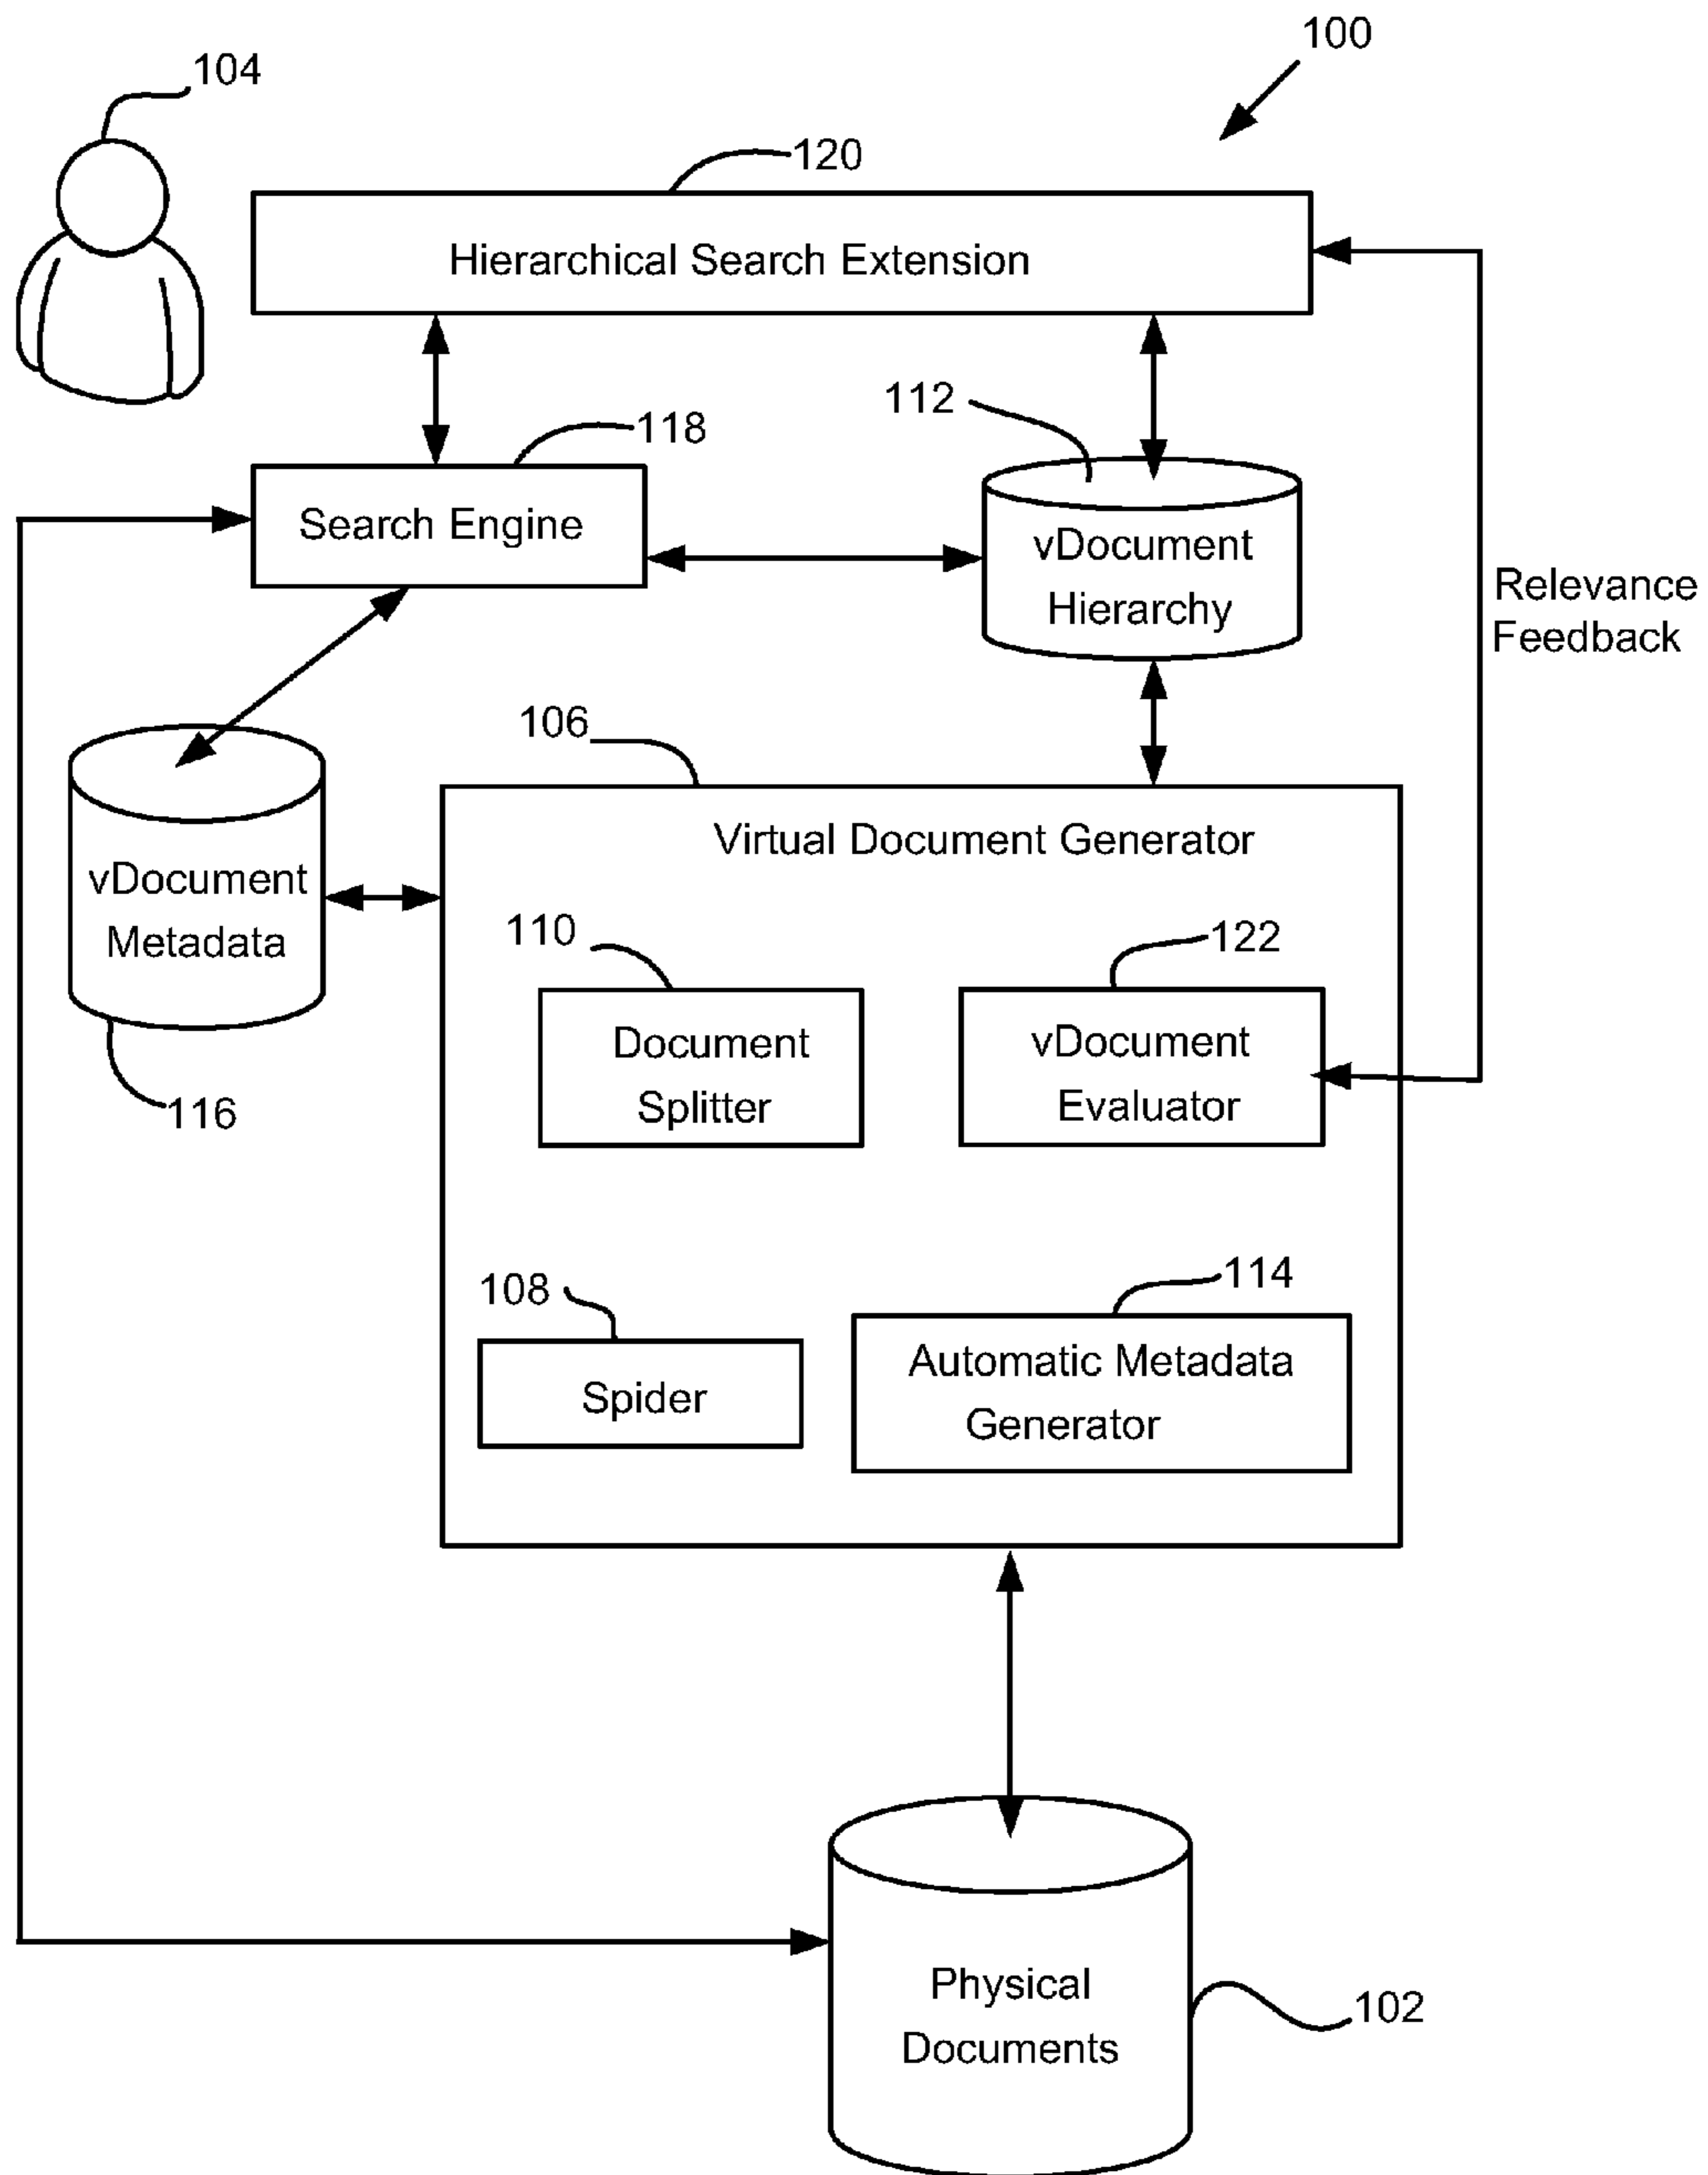 100
104
120
Hierarchical Search Extension
112
118
Search Engine
vDocument
Hierarchy
Relevance
Feedback
106
Virtual Document Generator
vDocument
Metadata
110
122
Document
Splitter
vDocument
Evaluator
116
108
114
Spider
Automatic Metadata
Generator
Physical
Documents
102